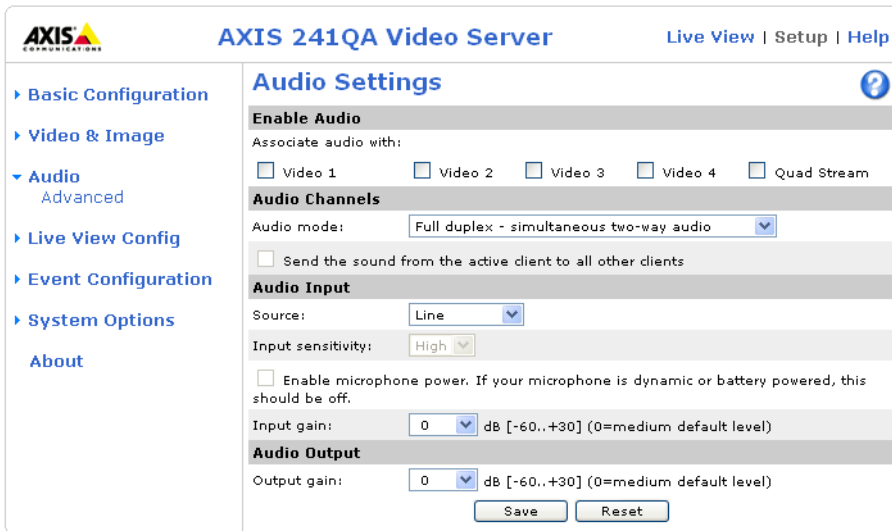 AXIS
COMMUNICATIONS
AXIS 241QA Video Server
Live View | Setup | Help
Basic Configuration
Video & Image
Audio
Advanced
Live View Config
Event Configuration
System Options
About
Audio Settings
?
Enable Audio
Associate audio with:
Video 1 Video 2 Video 3 Video 4 Quad Stream
Audio Channels
Audio mode: Full duplex - simultaneous two-way audio
Send the sound from the active client to all other clients
Audio Input
Source: Line
Input sensitivity: High
Enable microphone power. If your microphone is dynamic or battery powered, this
should be off.
Input gain: 0 dB [-60..+30] (0=medium default level)
Audio Output
Output gain: 0 dB [-60..+30] (0=medium default level)
Save Reset